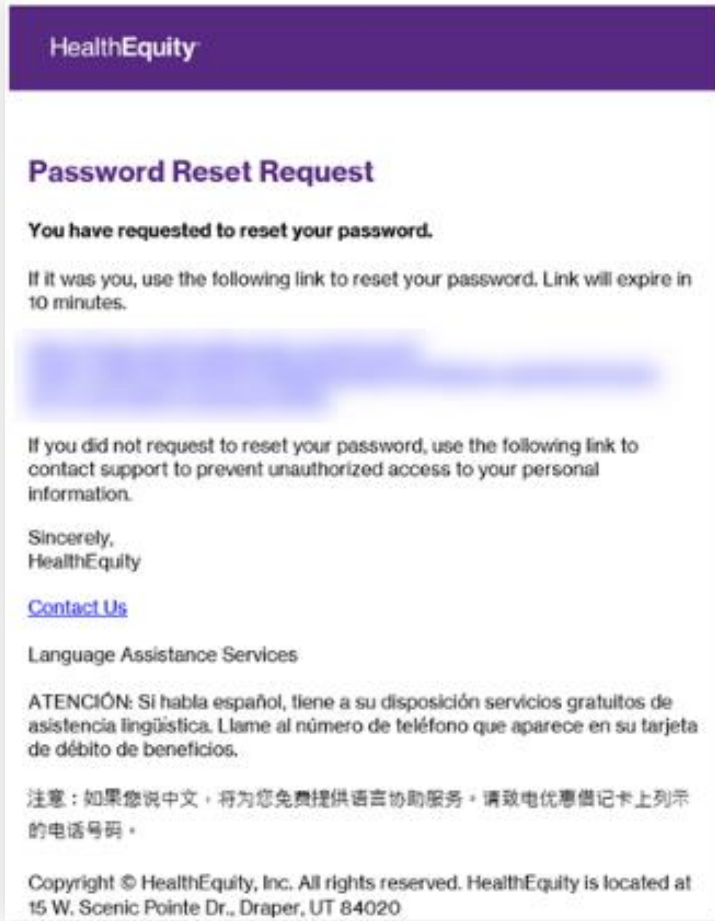 HealthEquity
Password Reset Request
You have requested to reset your password.
If it was you, use the following link to reset your password. Link will expire in
10 minutes.
If you did not request to reset your password, use the following link to
contact support to prevent unauthorized access to your personal
information.
Sincerely,
HealthEquity
Contact Us
Language Assistance Services
ATENCIÓN: Si habla español, tiene a su disposición servicios gratuitos de
asistencia lingüística. Llame al número de teléfono que aparece en su tarjeta
de débito de beneficios.
注意：如果您说中文，将为您免费提供语言协助服务。请致电优惠借记卡上列示
的电话号码。
Copyright © HealthEquity, Inc. All rights reserved. HealthEquity is located at
15 W. Scenic Pointe Dr., Draper, UT 84020